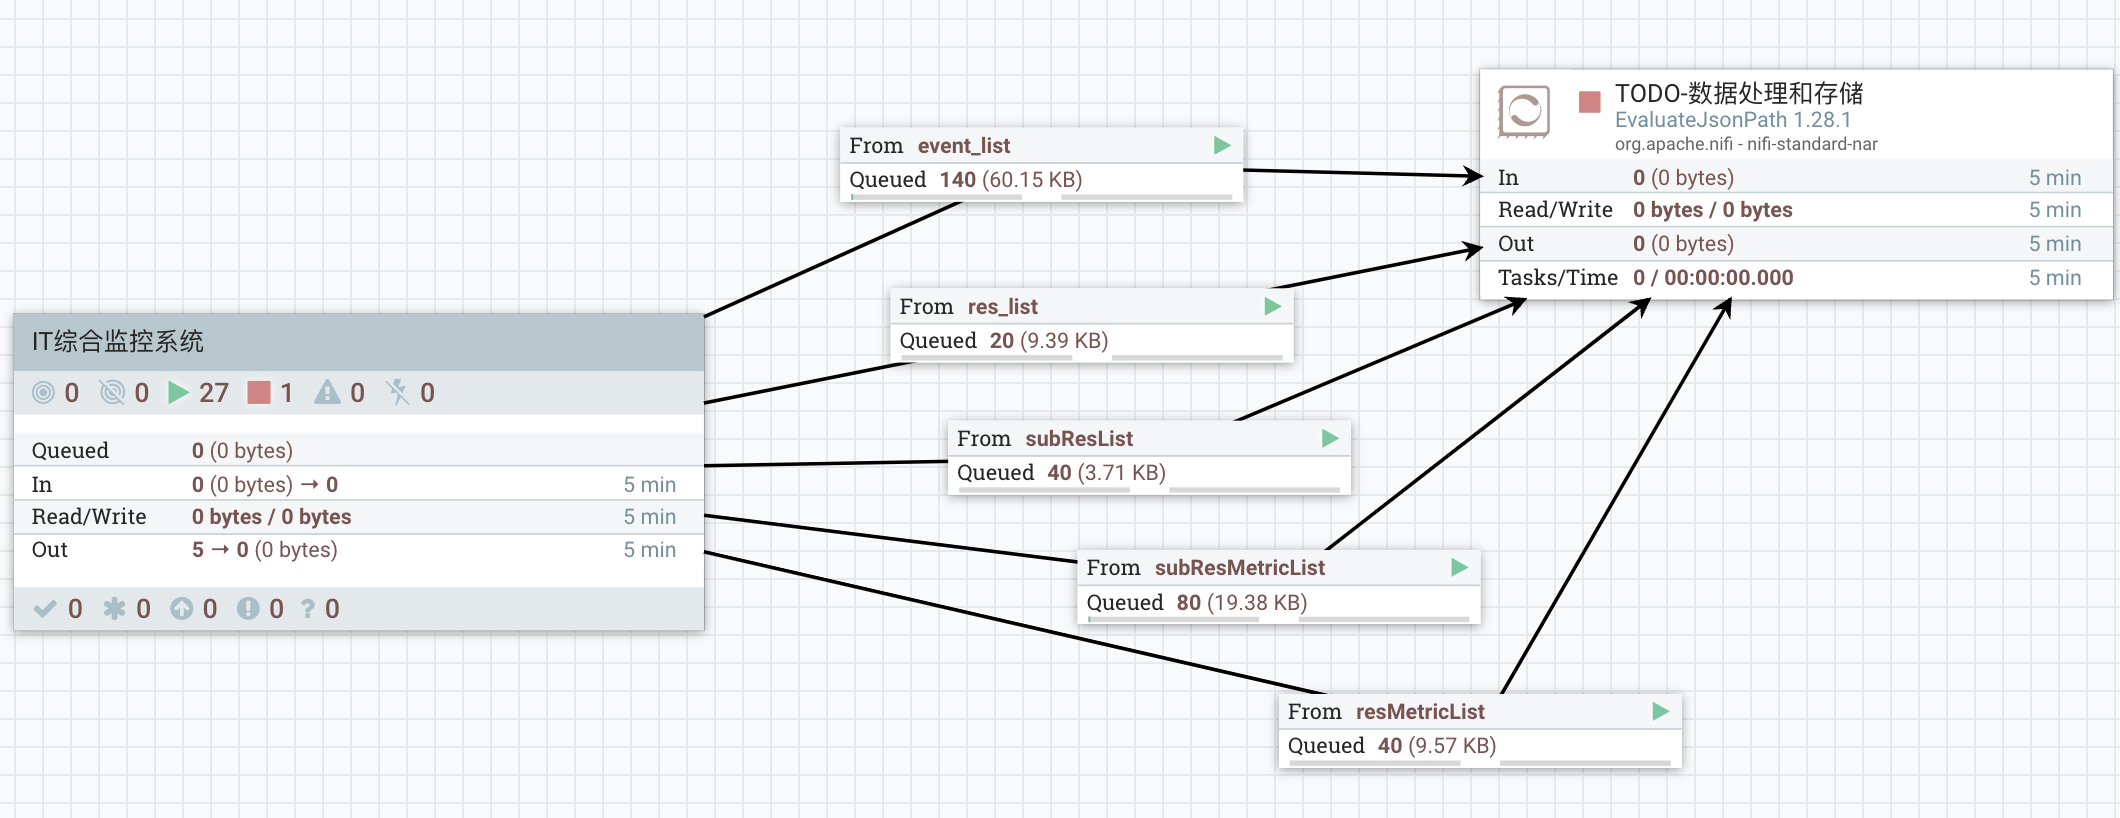 IT综合监控系统
0 0 27 1 0 0
Queued 0 (0 bytes)
In 0 (0 bytes) → 0 5 min
Read/Write 0 bytes / 0 bytes 5 min
Out 5 → 0 (0 bytes) 5 min
0 0 0 0 ? 0
From event_list
Queued 140 (60.15 KB)
From res_list
Queued 20 (9.39 KB)
From subResList
Queued 40 (3.71 KB)
From subResMetricList
Queued 80 (19.38 KB)
From resMetricList
Queued 40 (9.57 KB)
TODO-数据处理和存储
EvaluateJsonPath 1.28.1
org.apache.nifi - nifi-standard-nar
In 0 (0 bytes) 5 min
Read/Write 0 bytes / 0 bytes 5 min
Out 0 (0 bytes) 5 min
Tasks/Time 0 / 00:00:00.000 5 min